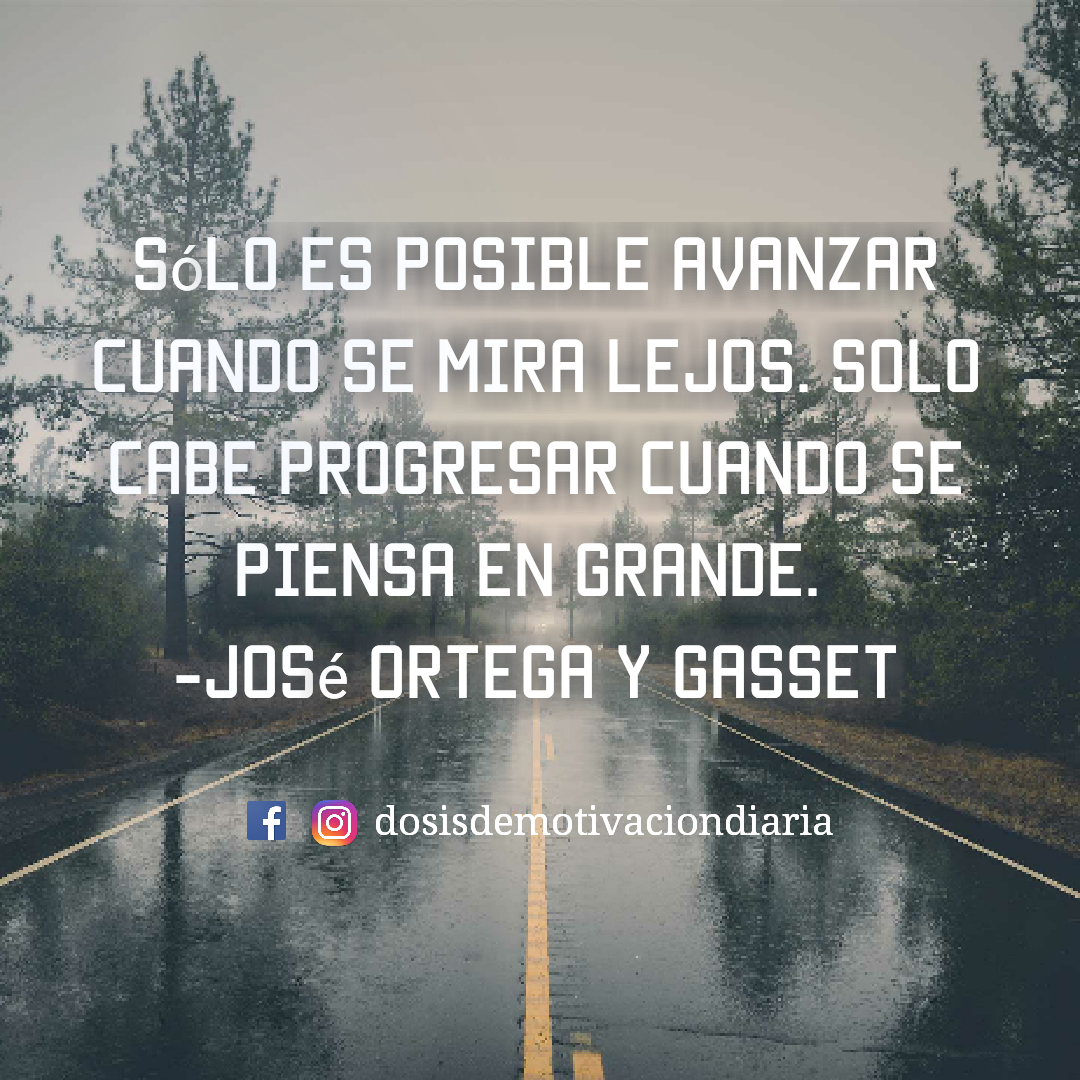 SóLO ES POSIBLE AVANZAR
CUANDO SE MIRA LEJOS. SOLO
CABE PROGRESAR CUANDO SE
PIENSA EN GRANDE.
-JOSé ORTEGA Y GASSET
dosisdemotivaciondiaria